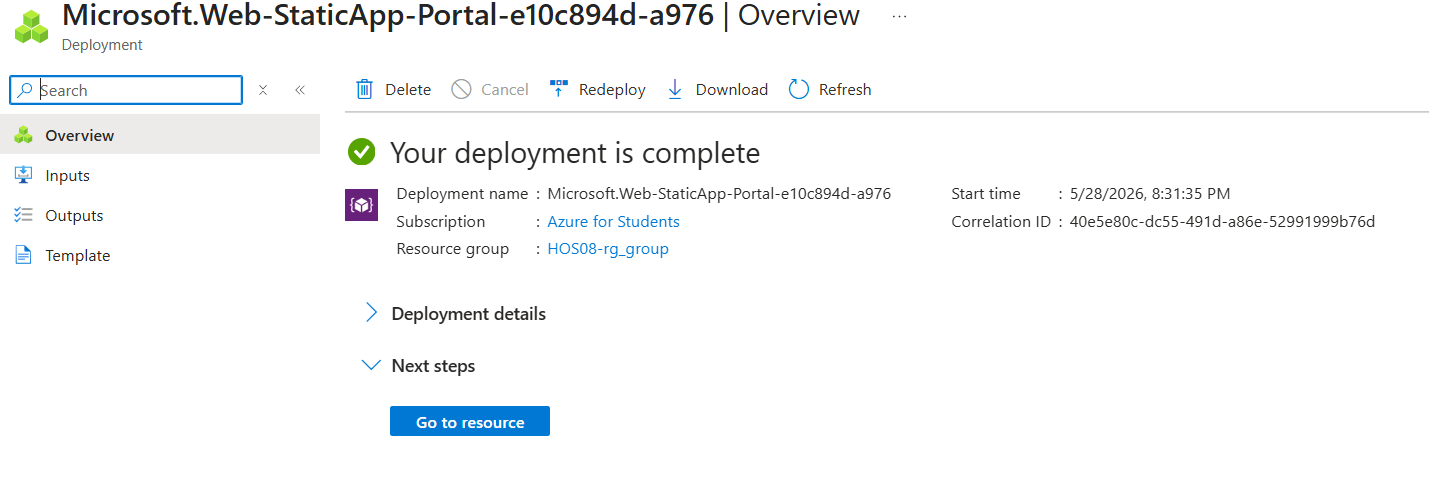 Microsoft.Web-StaticApp-Portal-e10c894d-a976 | Overview ...
Deployment
Search
Overview
Inputs
Outputs
Template
Delete Cancel Redeploy Download Refresh
Your deployment is complete
Deployment name : Microsoft.Web-StaticApp-Portal-e10c894d-a976
Subscription : Azure for Students
Resource group : HOS08-rg_group
Start time : 5/28/2026, 8:31:35 PM
Correlation ID : 40e5e80c-dc55-491d-a86e-52991999b76d
Deployment details
Next steps
Go to resource